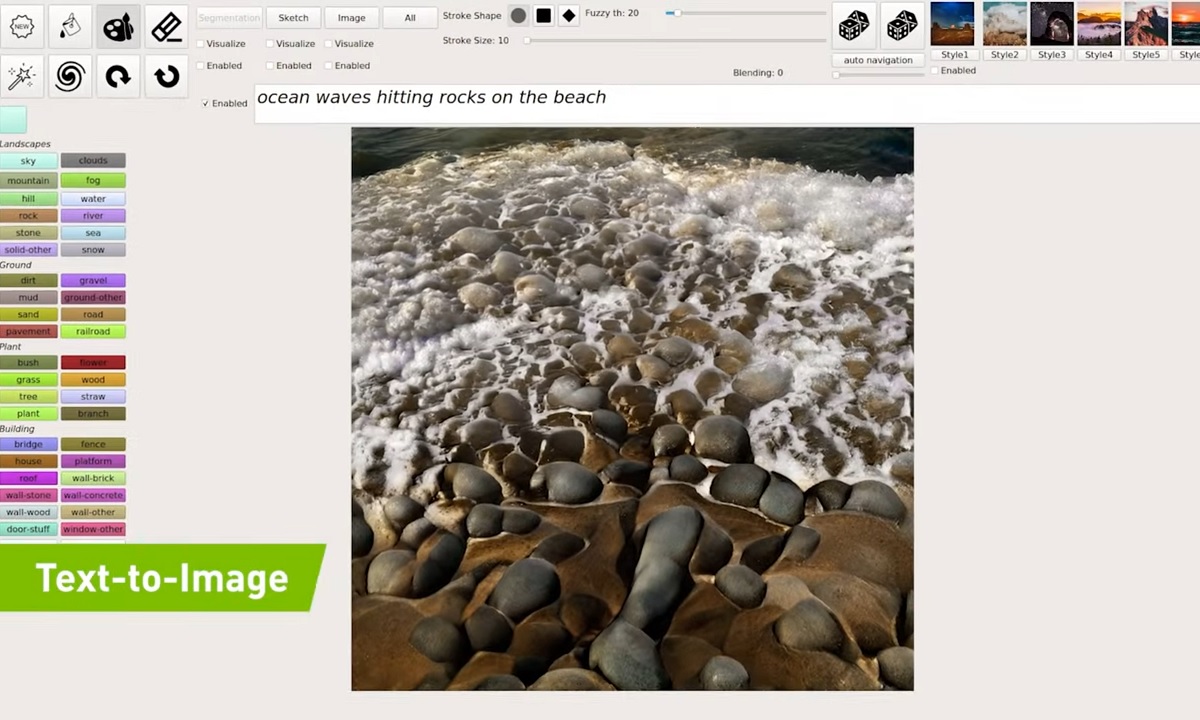 NEW
Segmentation Sketch Image All
Stroke Shape Fuzzy th: 20
Visualize Visualize Visualize
Stroke Size: 10
Enabled Enabled Enabled
Blending: 0
auto navigation
Style1 Style2 Style3 Style4 Style5 Style
Enabled
Enabled ocean waves hitting rocks on the beach
Landscapes
sky clouds
mountain fog
hill water
rock river
stone sea
solid-other snow
Ground
dirt gravel
mud ground-other
sand road
pavement railroad
Plant
bush flower
grass wood
tree straw
plant branch
Building
bridge fence
house platform
roof wall-brick
wall-stone wall-concrete
wall-wood wall-other
door-stuff window-other
Text-to-Image